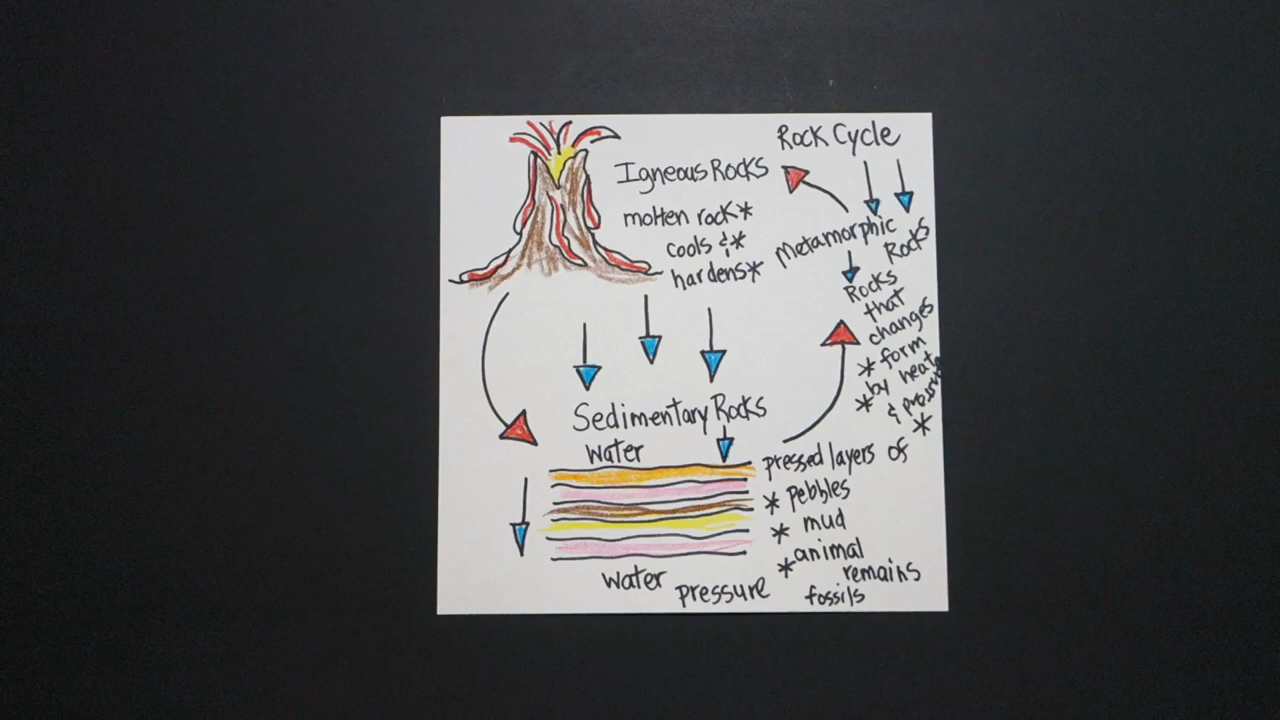 Rock Cycle
Igneous Rocks
molten rock*
cools &*
hardens*
Metamorphic
Rocks
Rocks
that
changes
* form
* by heat
& pressure
*
Sedimentary Rocks
water
pressed layers of
* pebbles
* mud
* animal
remains
fossils
water pressure